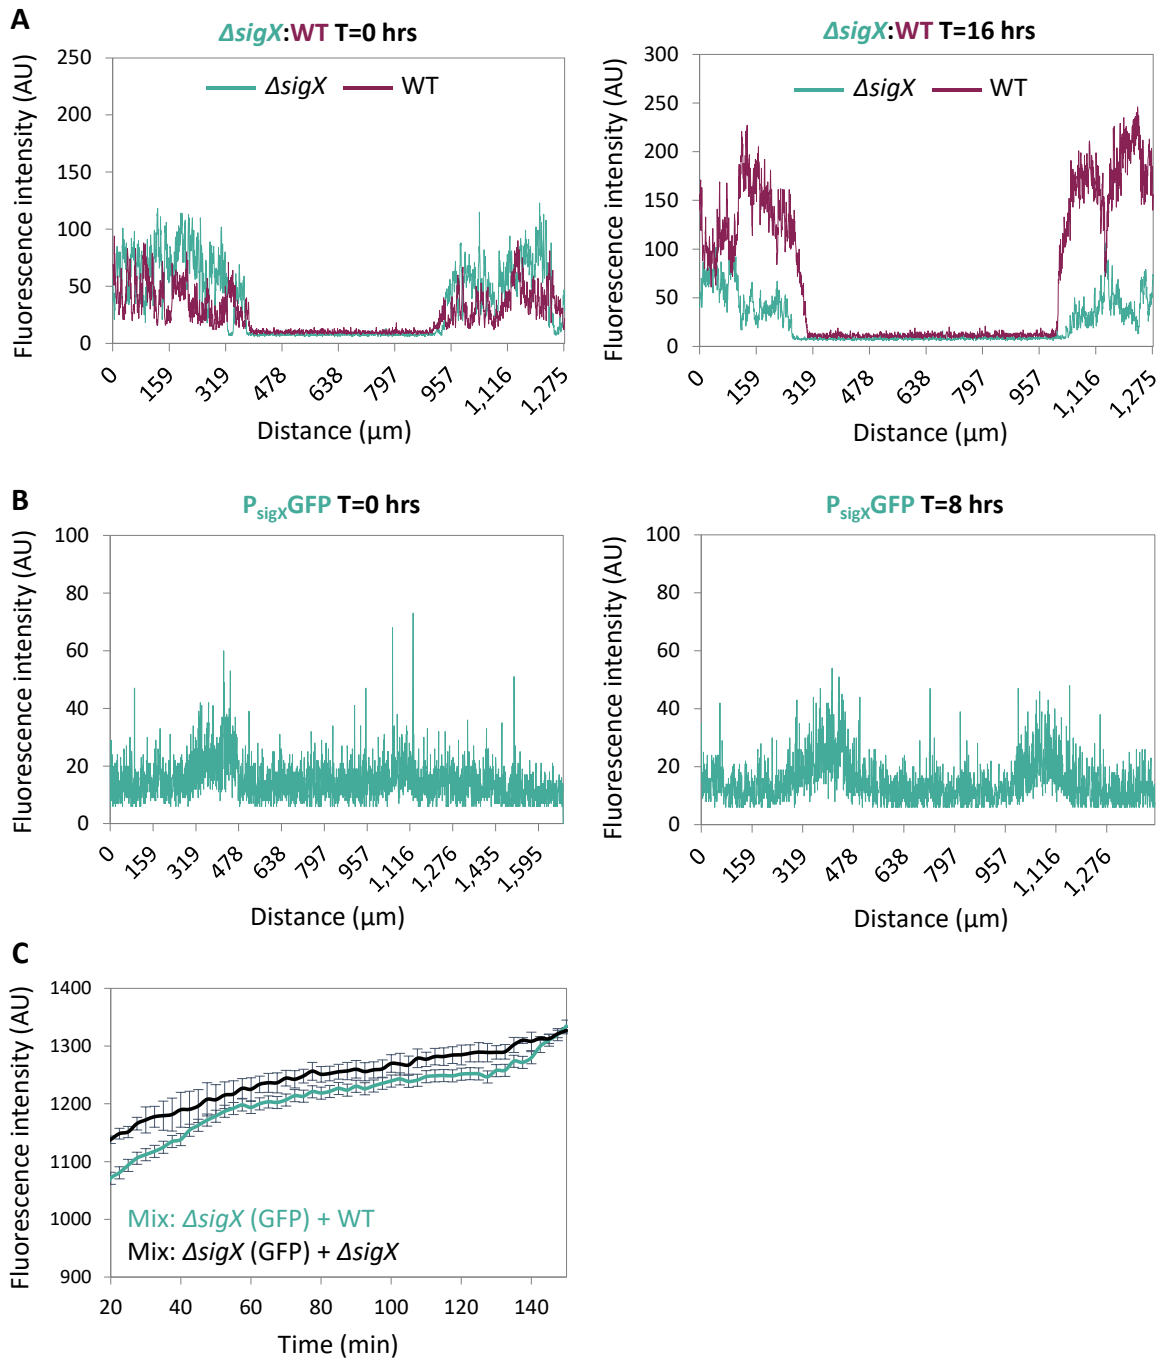 A
ΔsigX:WT T=0 hrs
Fluorescence intensity (AU)
250
200
150
100
50
0
ΔsigX WT
0 159 319 478 638 797 957 1,116 1,275
Distance (µm)
ΔsigX:WT T=16 hrs
Fluorescence intensity (AU)
300
250
200
150
100
50
0
ΔsigX WT
0 159 319 478 638 797 957 1,116 1,275
Distance (µm)
B
PsigXGFP T=0 hrs
Fluorescence intensity (AU)
100
80
60
40
20
0
0 159 319 478 638 797 957 1,116 1,276 1,435 1,595
Distance (µm)
PsigXGFP T=8 hrs
Fluorescence intensity (AU)
100
80
60
40
20
0
0 159 319 478 638 797 957 1,116 1,276
Distance (µm)
C
Fluorescence intensity (AU)
1400
1300
1200
1100
1000
900
Mix: ΔsigX (GFP) + WT
Mix: ΔsigX (GFP) + ΔsigX
20 40 60 80 100 120 140
Time (min)